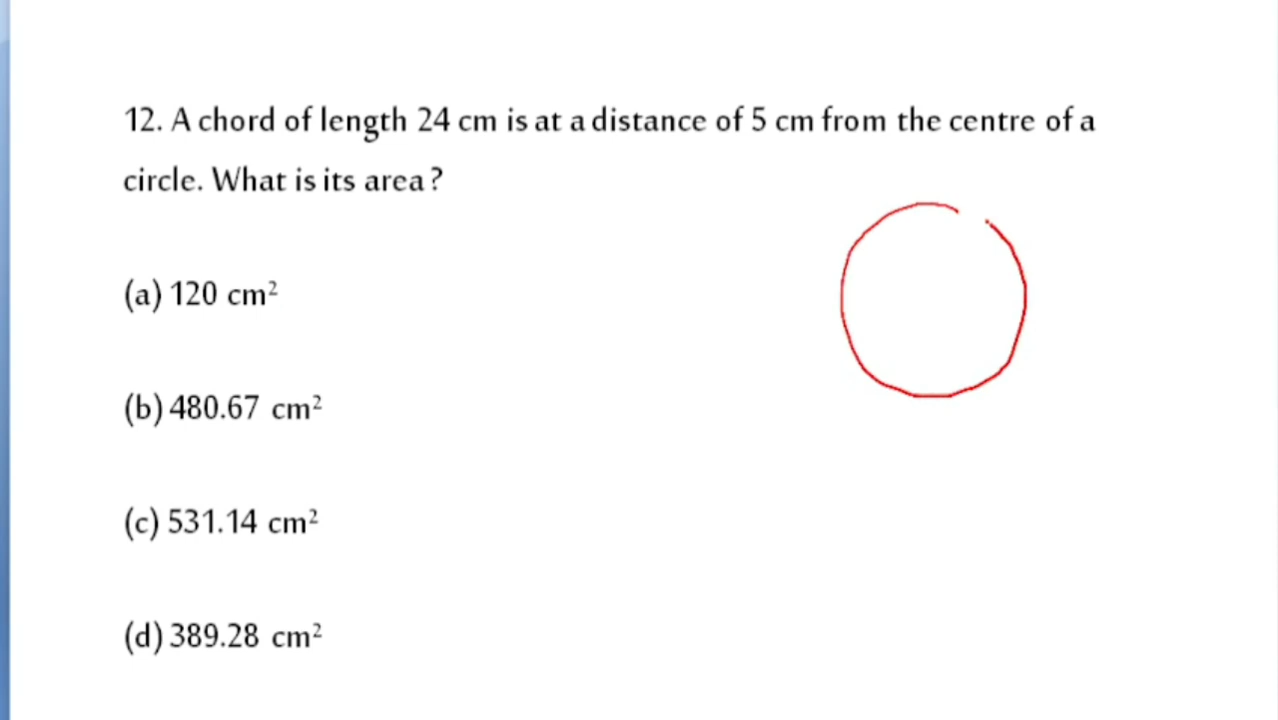 12. A chord of length 24 cm is at a distance of 5 cm from the centre of a
circle. What is its area?
(a) 120 cm²
(b) 480.67 cm²
(c) 531.14 cm²
(d) 389.28 cm²